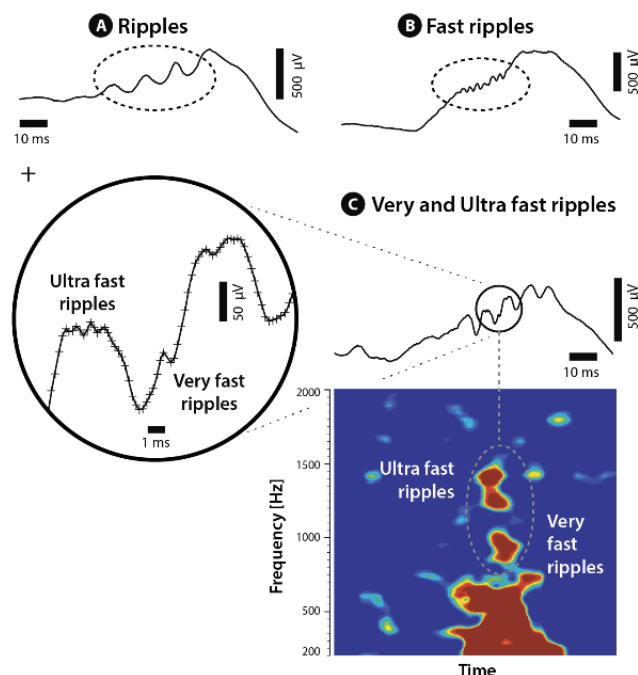 A Ripples
500 µV
10 ms
B Fast ripples
500 µV
10 ms
+
C Very and Ultra fast ripples
Ultra fast
ripples
50 µV
Very fast
ripples
1 ms
500 µV
10 ms
2000
1500
1000
500
200
Frequency [Hz]
Ultra fast
ripples
Very
fast
ripples
Time